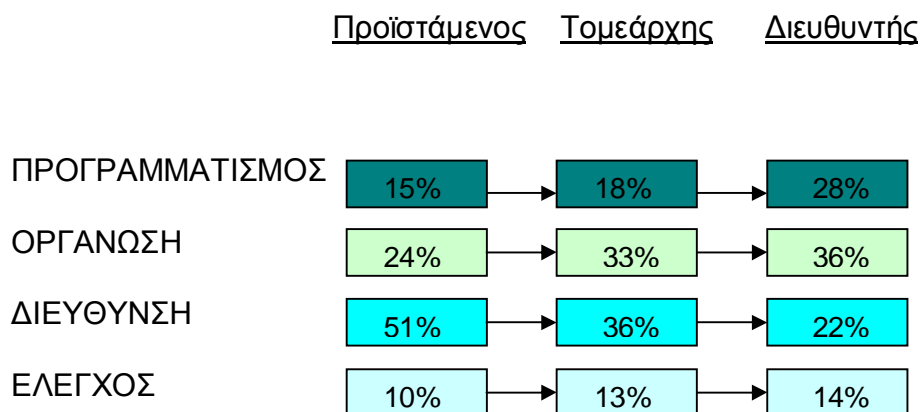 Προϊστάμενος Τομεάρχης Διευθυντής
ΠΡΟΓΡΑΜΜΑΤΙΣΜΟΣ 15% 18% 28%
ΟΡΓΑΝΩΣΗ 24% 33% 36%
ΔΙΕΥΘΥΝΣΗ 51% 36% 22%
ΕΛΕΓΧΟΣ 10% 13% 14%